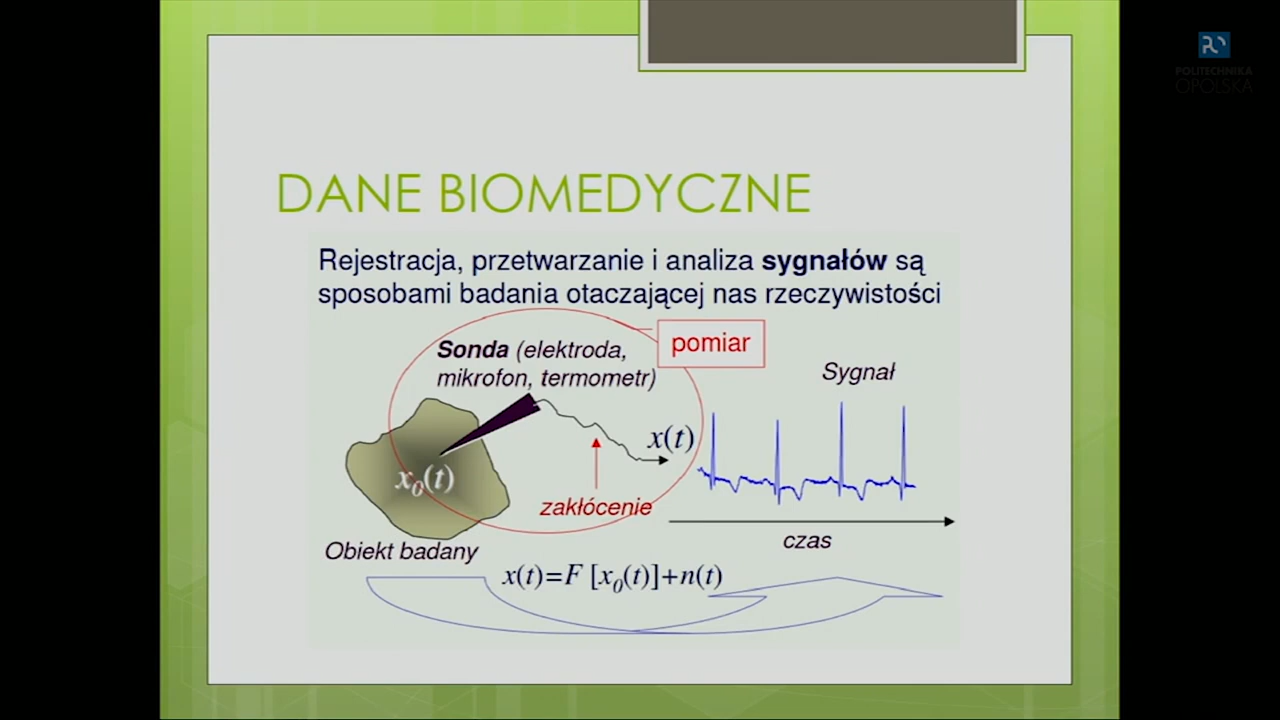 POLITECHNIKA
OPOLSKA
DANE BIOMEDYCZNE
Rejestracja, przetwarzanie i analiza sygnałów są
sposobami badania otaczającej nas rzeczywistości
pomiar
Sonda (elektroda,
mikrofon, termometr)
Sygnał
x(t)
x₀(t)
zakłócenie
Obiekt badany
czas
x(t)=F [x₀(t)]+n(t)